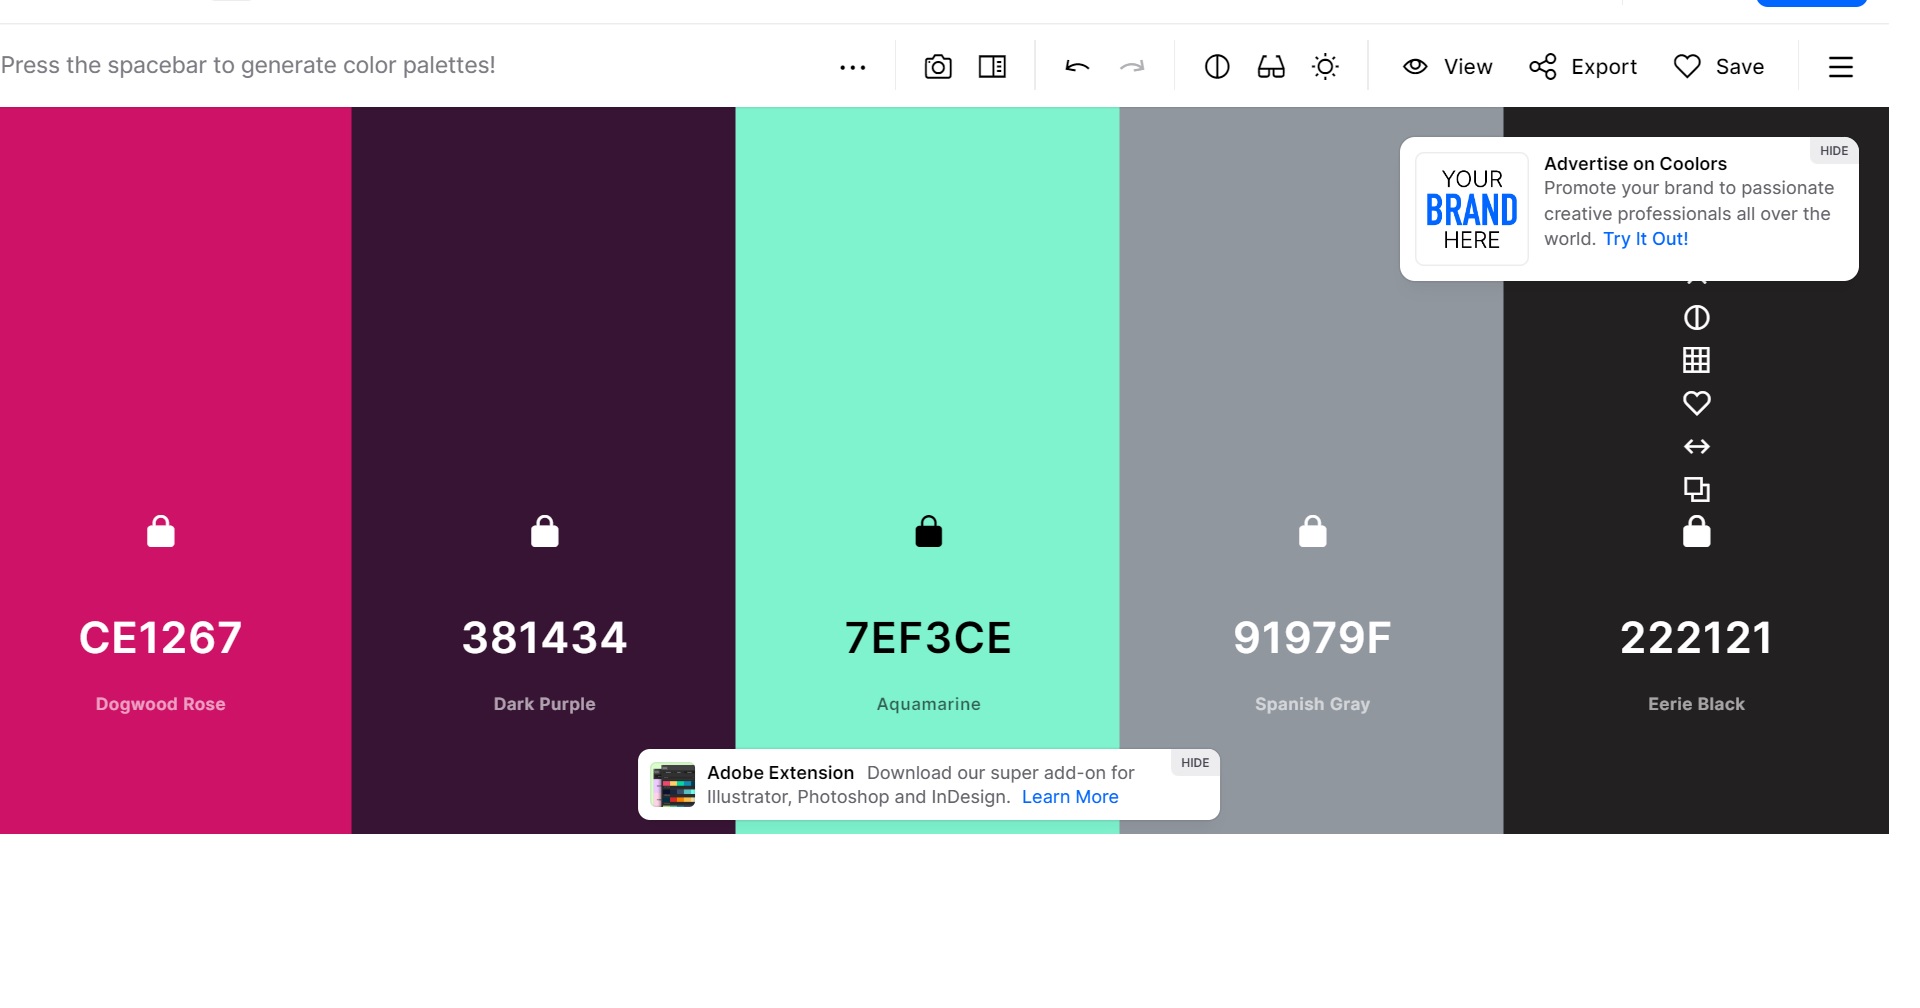 Press the spacebar to generate color palettes!
View
Export
Save
HIDE
YOUR
BRAND
HERE
Advertise on Coolors
Promote your brand to passionate
creative professionals all over the
world. Try It Out!
CE1267
381434
7EF3CE
91979F
222121
Dogwood Rose
Dark Purple
Aquamarine
Spanish Gray
Eerie Black
HIDE
Adobe Extension Download our super add-on for
Illustrator, Photoshop and InDesign. Learn More